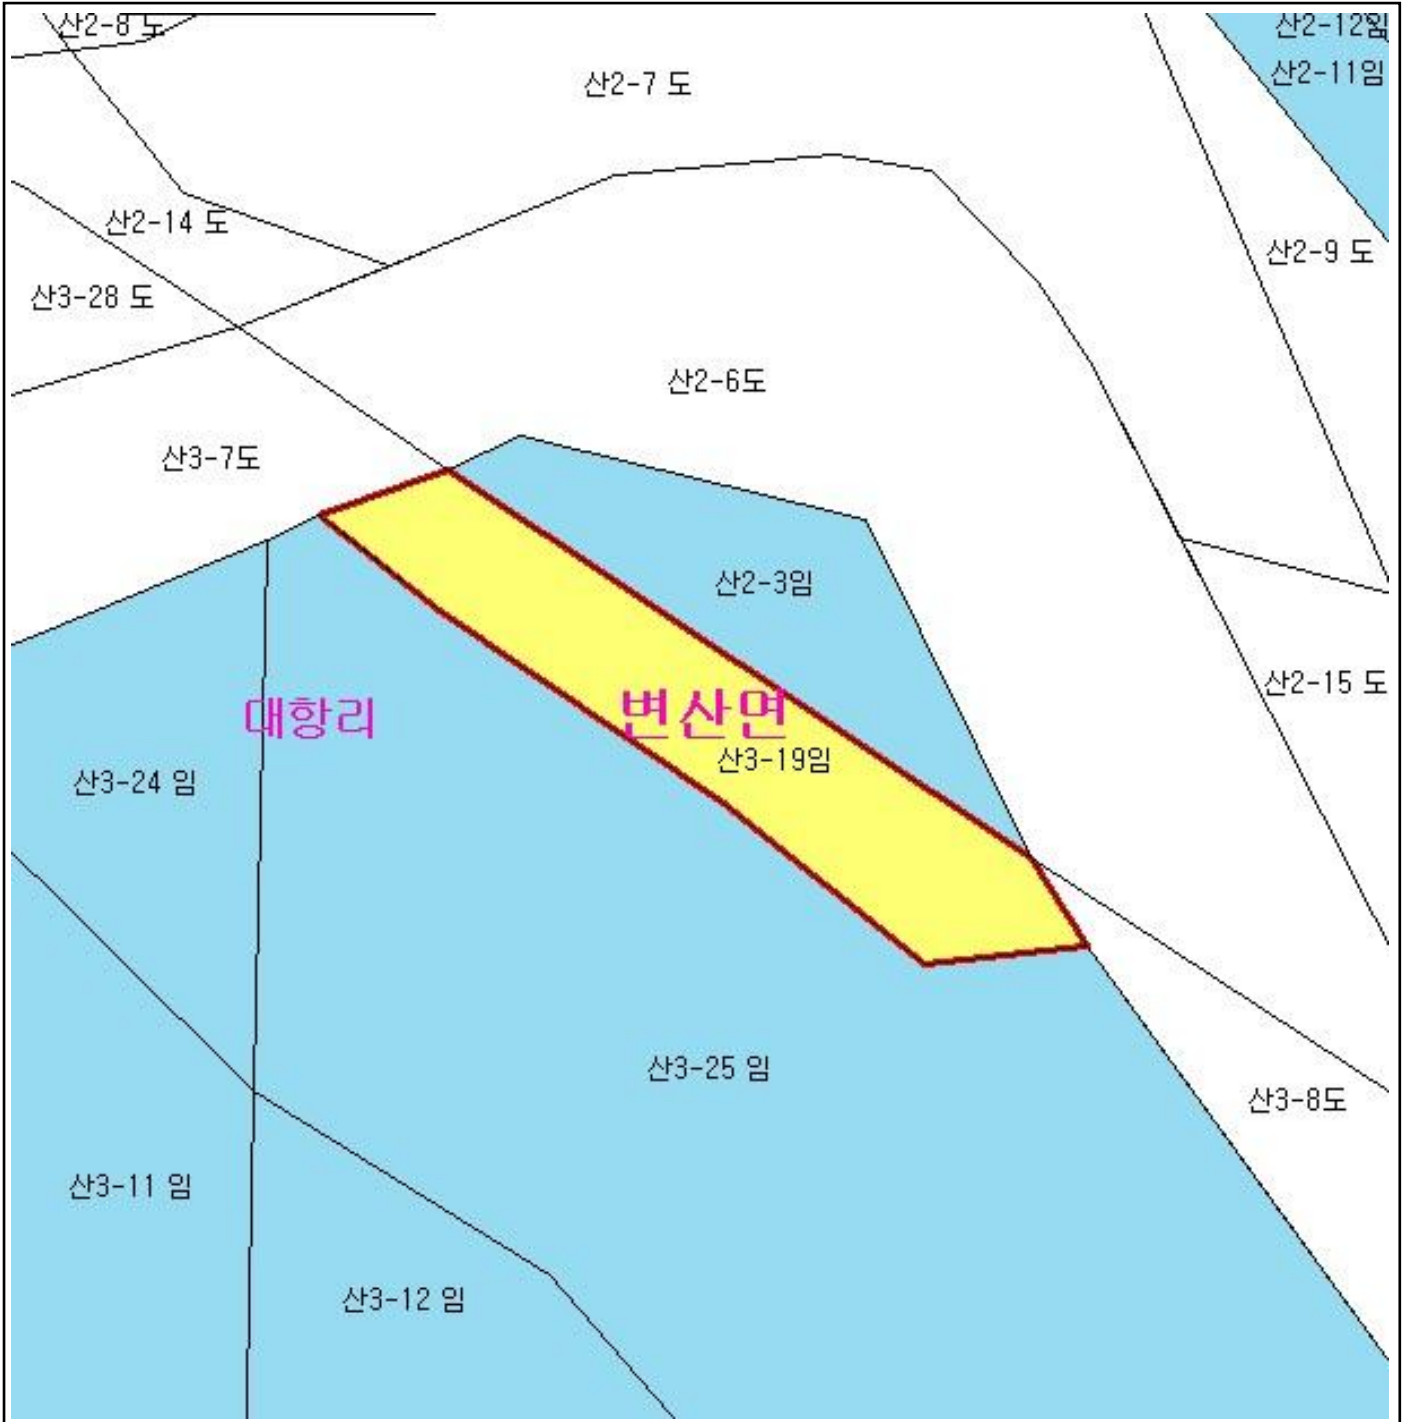 산2-8 도
산2-12임
산2-11임
산2-7 도
산2-14 도
산2-9 도
산3-28 도
산2-6도
산3-7도
산2-3임
산2-15 도
대항리
변산면
산3-19임
산3-24 임
산3-25 임
산3-8도
산3-11 임
산3-12 임